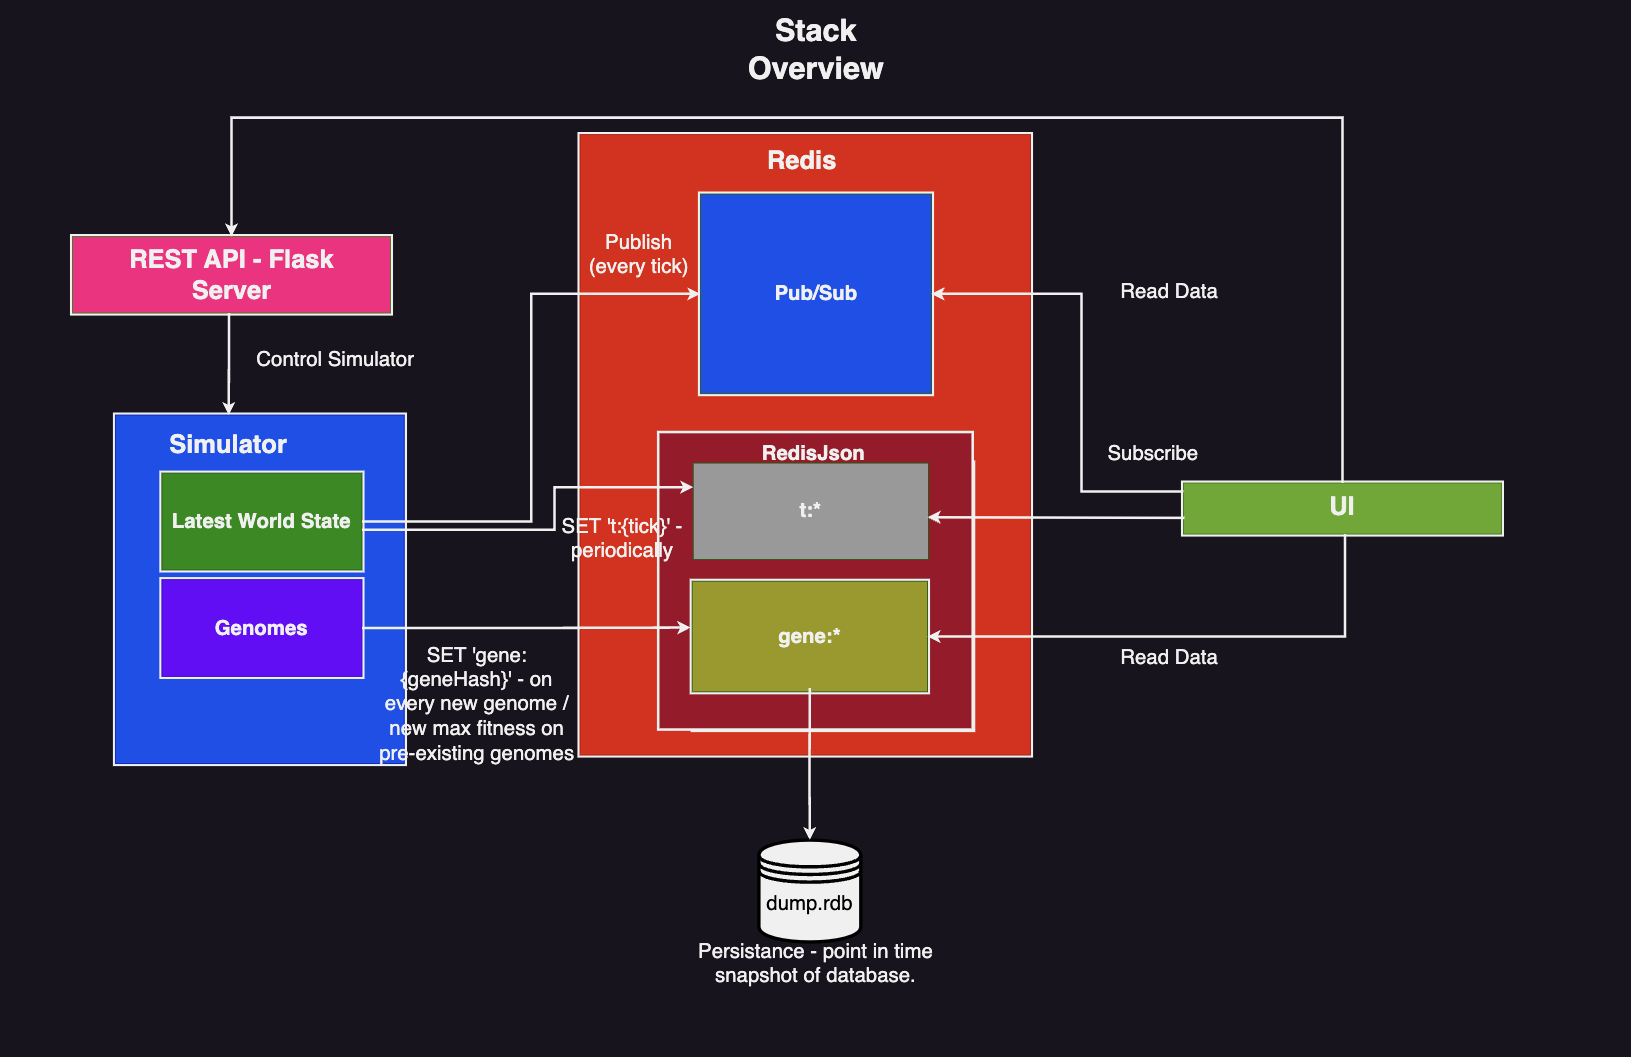 Stack
Overview
Redis
REST API - Flask
Server
Publish
(every tick)
Pub/Sub
Read Data
Control Simulator
Simulator
Latest World State
Genomes
RedisJson
t:*
SET 't:{tick}' -
periodically
gene:*
Subscribe
UI
Read Data
SET 'gene:
{geneHash}' - on
every new genome /
new max fitness on
pre-existing genomes
dump.rdb
Persistance - point in time
snapshot of database.